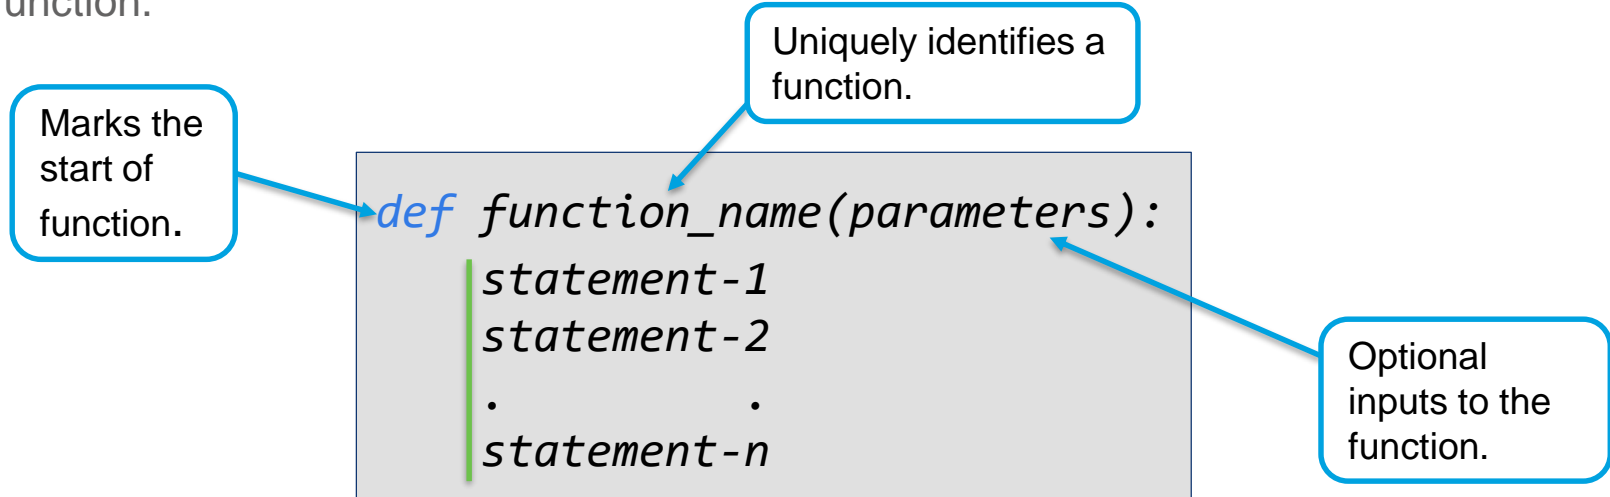 unction.
Uniquely identifies a
function.
Marks the
start of
function.
def function_name(parameters):
statement-1
statement-2
. .
statement-n
Optional
inputs to the
function.